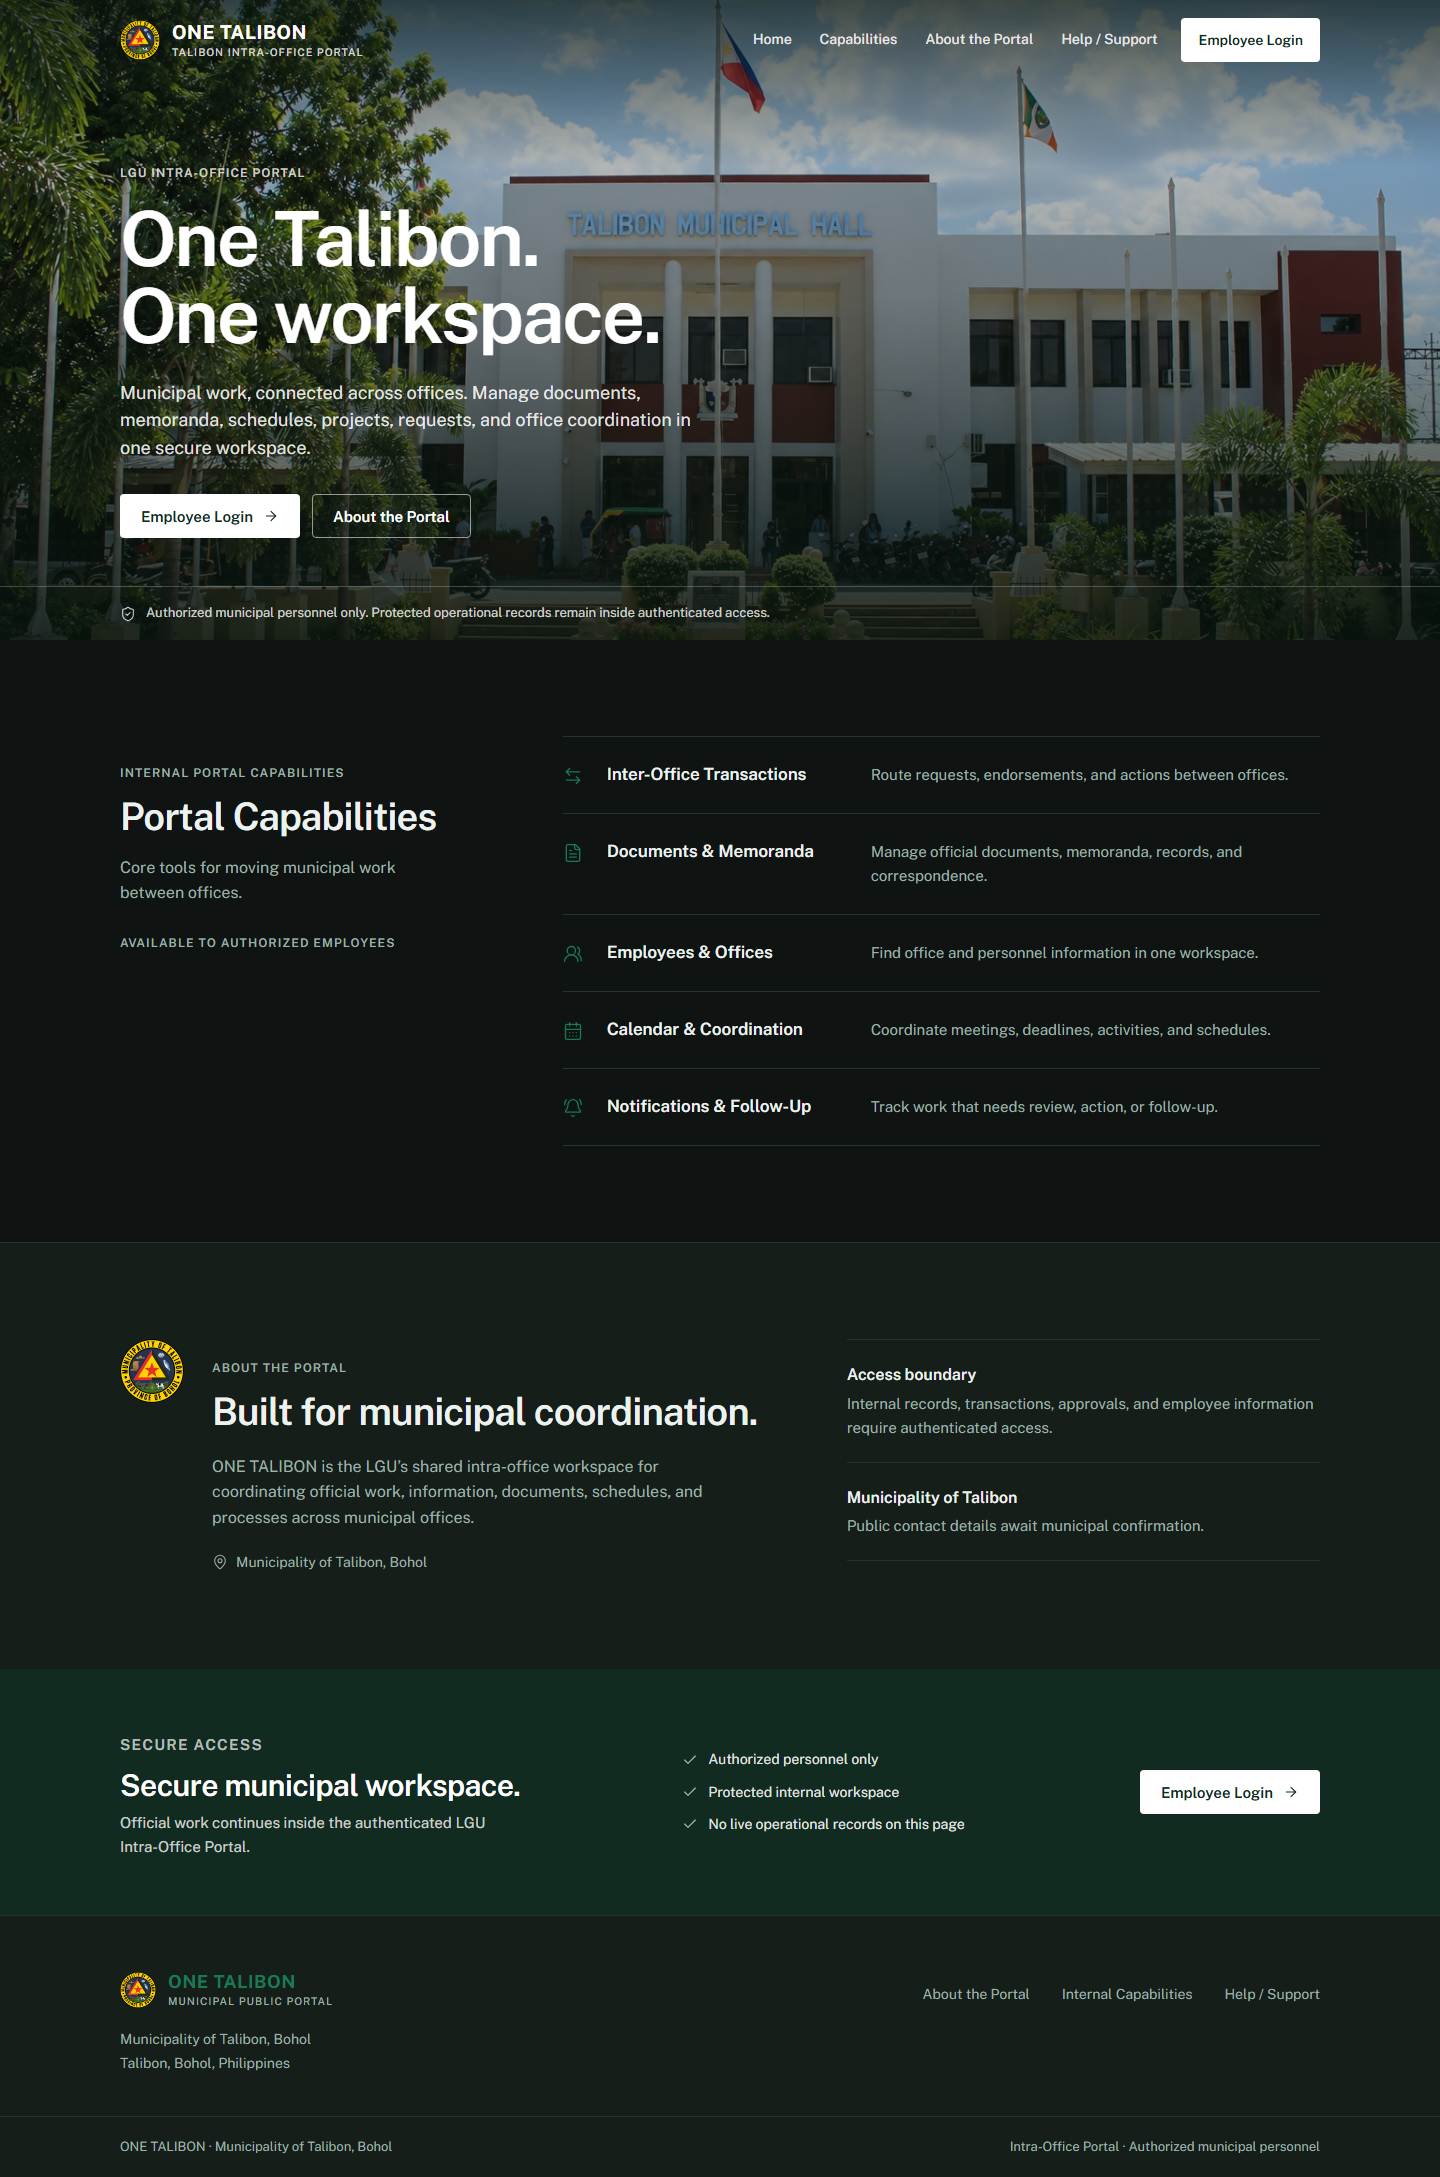 ONE TALIBON
TALIBON INTRA-OFFICE PORTAL
Home
Capabilities
About the Portal
Help / Support
Employee Login
TALIBON MUNICIPAL HALL
LGU INTRA-OFFICE PORTAL
One Talibon.
One workspace.
Municipal work, connected across offices. Manage documents,
memoranda, schedules, projects, requests, and office coordination in
one secure workspace.
Employee Login
About the Portal
Authorized municipal personnel only. Protected operational records remain inside authenticated access.
INTERNAL PORTAL CAPABILITIES
Portal Capabilities
Core tools for moving municipal work
between offices.
AVAILABLE TO AUTHORIZED EMPLOYEES
Inter-Office Transactions
Route requests, endorsements, and actions between offices.
Documents & Memoranda
Manage official documents, memoranda, records, and
correspondence.
Employees & Offices
Find office and personnel information in one workspace.
Calendar & Coordination
Coordinate meetings, deadlines, activities, and schedules.
Notifications & Follow-Up
Track work that needs review, action, or follow-up.
MUNICIPALITY OF TALIBON
PROVINCE OF BOHOL
ABOUT THE PORTAL
Built for municipal coordination.
ONE TALIBON is the LGU’s shared intra-office workspace for
coordinating official work, information, documents, schedules, and
processes across municipal offices.
Municipality of Talibon, Bohol
Access boundary
Internal records, transactions, approvals, and employee information
require authenticated access.
Municipality of Talibon
Public contact details await municipal confirmation.
SECURE ACCESS
Secure municipal workspace.
Official work continues inside the authenticated LGU
Intra-Office Portal.
Authorized personnel only
Protected internal workspace
No live operational records on this page
Employee Login
ONE TALIBON
MUNICIPAL PUBLIC PORTAL
Municipality of Talibon, Bohol
Talibon, Bohol, Philippines
About the Portal
Internal Capabilities
Help / Support
ONE TALIBON · Municipality of Talibon, Bohol
Intra-Office Portal · Authorized municipal personnel